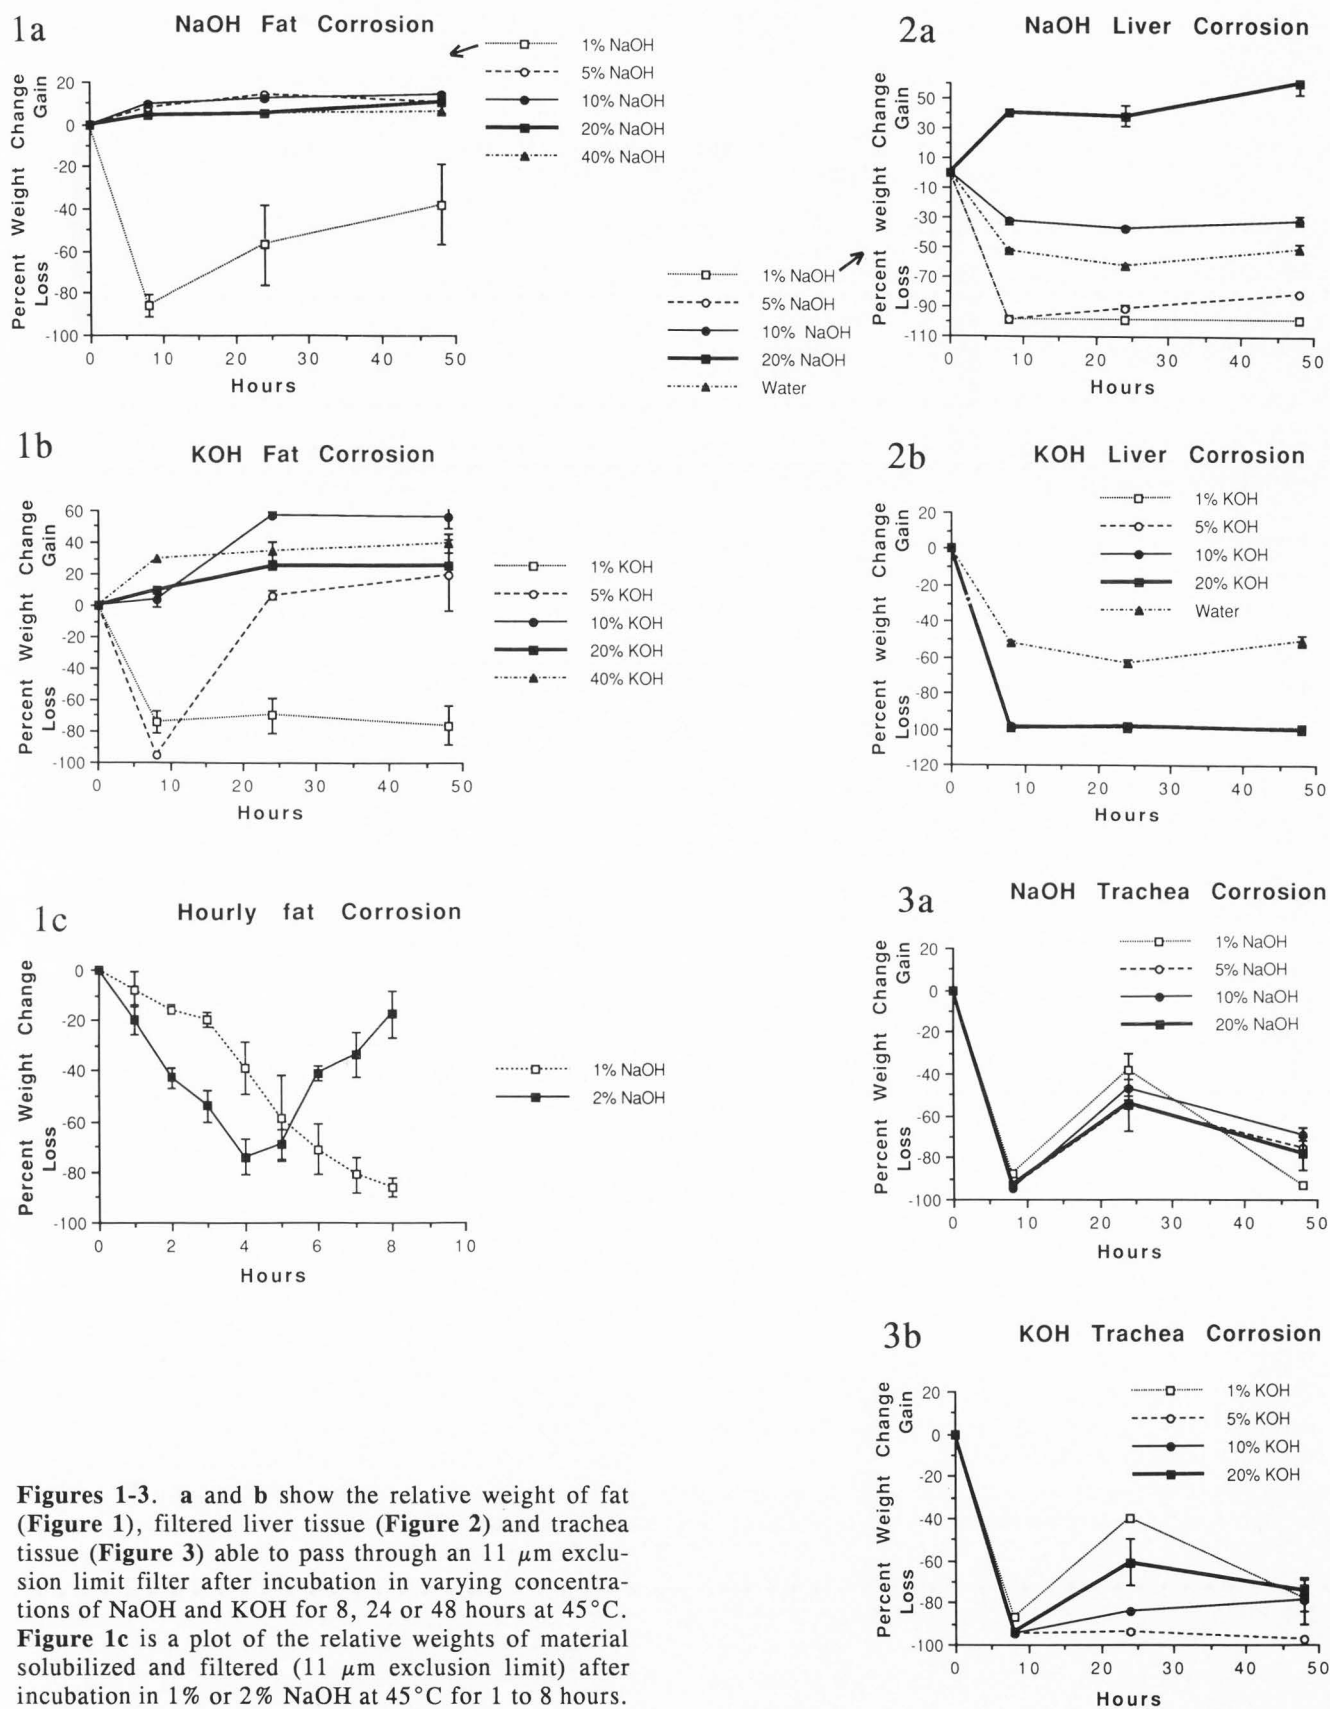 1a
NaOH Fat Corrosion
1% NaOH
5% NaOH
10% NaOH
20% NaOH
40% NaOH
Percent Weight Change
Loss Gain
20
0
-20
-40
-60
-80
-100
0 10 20 30 40 50
Hours
2a
NaOH Liver Corrosion
Percent weight Change
Loss Gain
50
30
10
-10
-30
-50
-70
-90
-110
0 10 20 30 40 50
Hours
1% NaOH
5% NaOH
10% NaOH
20% NaOH
Water
1b
KOH Fat Corrosion
Percent Weight Change
Loss Gain
60
40
20
0
-20
-40
-60
-80
-100
0 10 20 30 40 50
Hours
1% KOH
5% KOH
10% KOH
20% KOH
40% KOH
2b
KOH Liver Corrosion
1% KOH
5% KOH
10% KOH
20% KOH
Water
Percent weight Change
Loss Gain
20
0
-20
-40
-60
-80
-100
-120
0 10 20 30 40 50
Hours
1c
Hourly fat Corrosion
Percent Weight Change
Loss
0
-20
-40
-60
-80
-100
0 2 4 6 8 10
Hours
1% NaOH
2% NaOH
3a
NaOH Trachea Corrosion
1% NaOH
5% NaOH
10% NaOH
20% NaOH
Percent Weight Change
Loss Gain
20
0
-20
-40
-60
-80
-100
0 10 20 30 40 50
Hours
3b
KOH Trachea Corrosion
1% KOH
5% KOH
10% KOH
20% KOH
Percent Weight Change
Loss Gain
20
0
-20
-40
-60
-80
-100
0 10 20 30 40 50
Hours
Figures 1-3. a and b show the relative weight of fat
(Figure 1), filtered liver tissue (Figure 2) and trachea
tissue (Figure 3) able to pass through an 11 μm exclu-
sion limit filter after incubation in varying concentra-
tions of NaOH and KOH for 8, 24 or 48 hours at 45°C.
Figure 1c is a plot of the relative weights of material
solubilized and filtered (11 μm exclusion limit) after
incubation in 1% or 2% NaOH at 45°C for 1 to 8 hours.